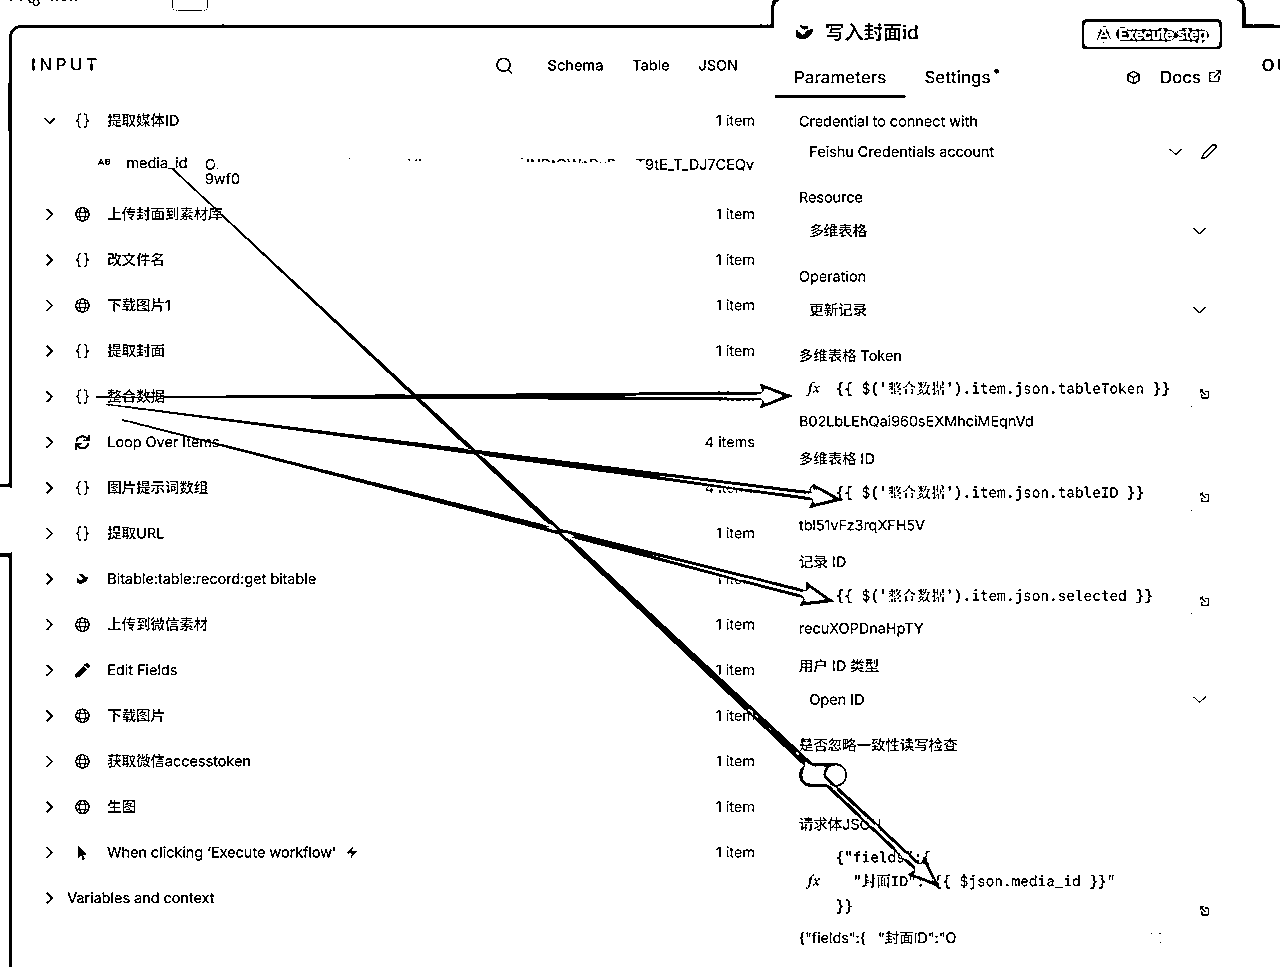 写入封面id
Execute step
INPUT
Schema
Table
JSON
Parameters
Settings
Docs
提取媒体ID
1 item
media_id
9wf0
T9tE_T_DJ7CEQv
上传封面到素材库
1 item
改文件名
1 item
下载图片1
1 item
提取封面
1 item
整合数据
Loop Over Items
4 items
图片提示词数组
提取URL
1 item
Bitable:table:record:get bitable
上传到微信素材
1 item
Edit Fields
1 item
下载图片
1 item
获取微信accesstoken
1 item
生图
1 item
When clicking 'Execute workflow'
1 item
Variables and context
Credential to connect with
Feishu Credentials account
Resource
多维表格
Operation
更新记录
多维表格 Token
fx {{ $('整合数据').item.json.tableToken }}
B02LbLEhQai960sEXMhciMEqnVd
多维表格 ID
{{ $('整合数据').item.json.tableID }}
tbl51vFz3rqXFH5V
记录 ID
{{ $('整合数据').item.json.selected }}
recuXOPDnaHpTY
用户 ID 类型
Open ID
是否忽略一致性读写检查
请求体JSON
{"fields":{
fx "封面ID": "{{ $json.media_id }}"
}}
{"fields":{ "封面ID":"O